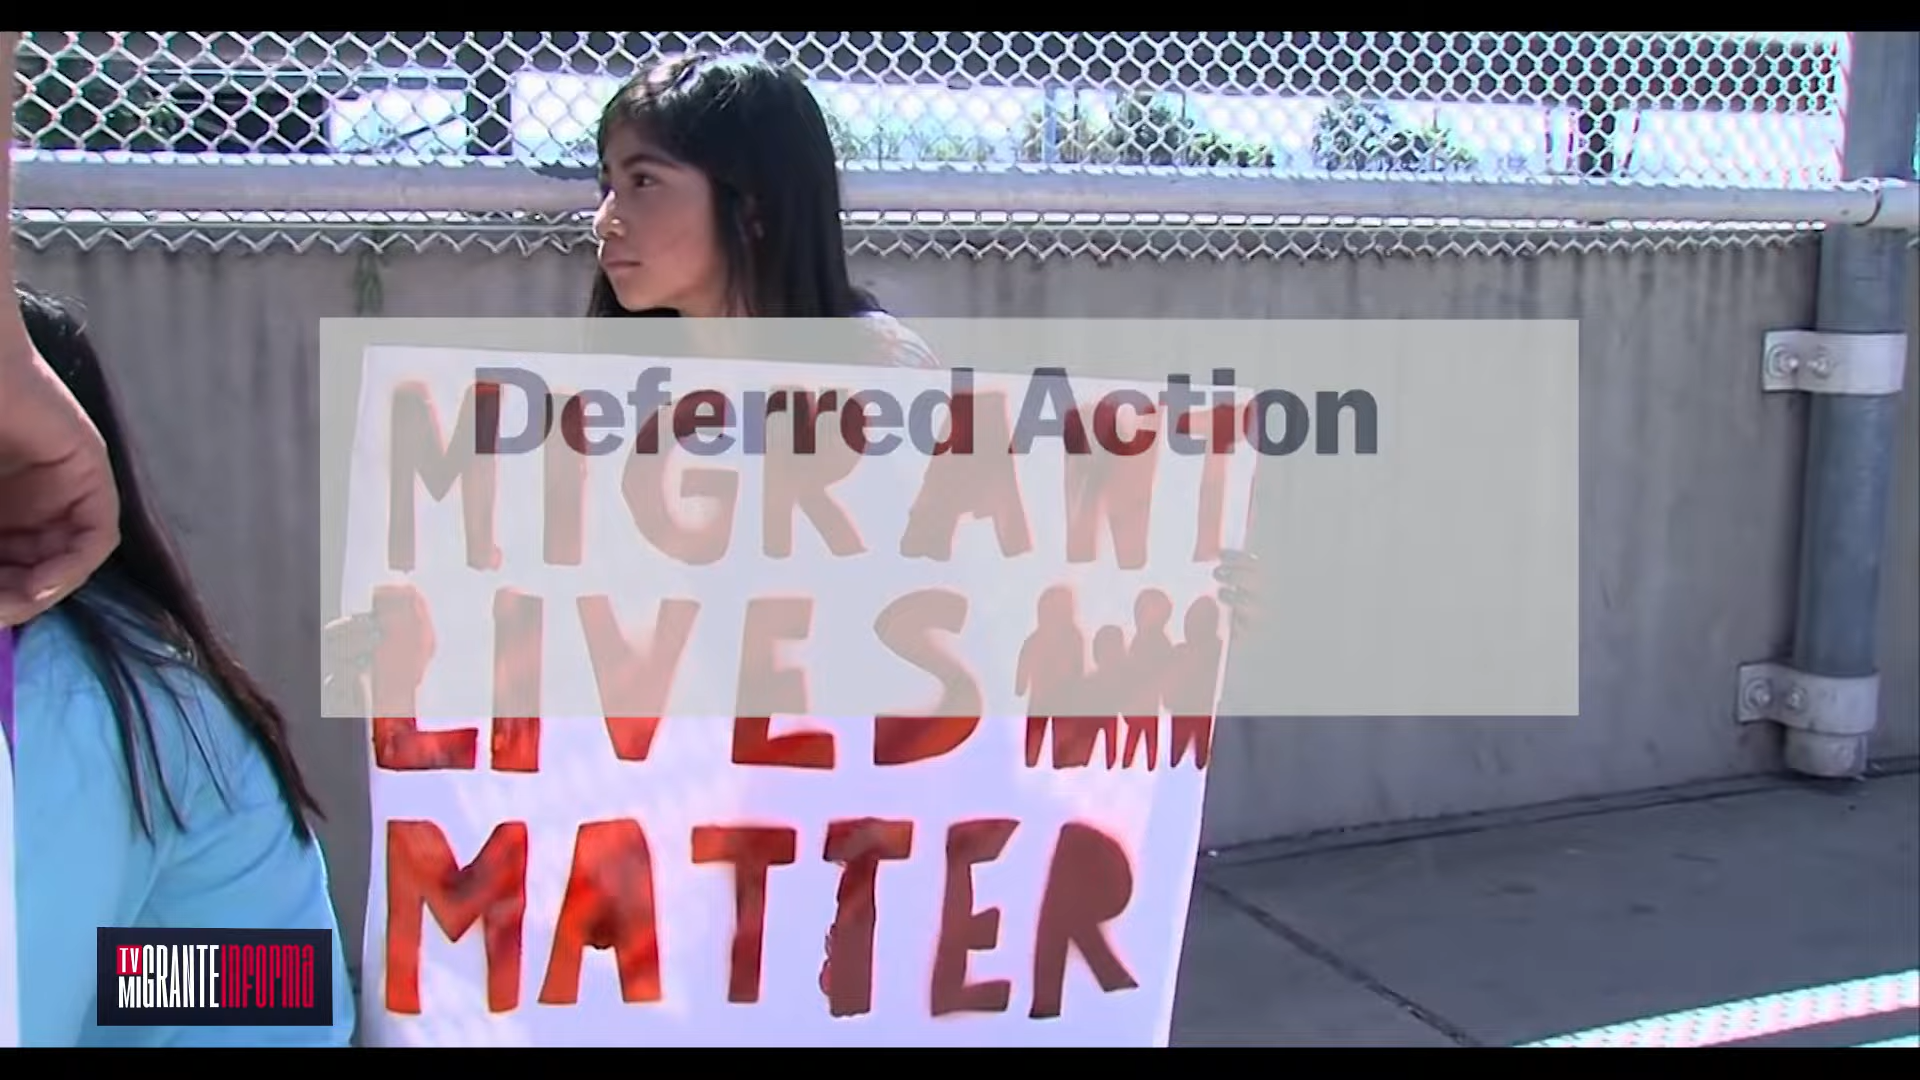 Deferred Action
MIGRANT
LIVES
MATTER
TV
MIGRANTE INFORMA